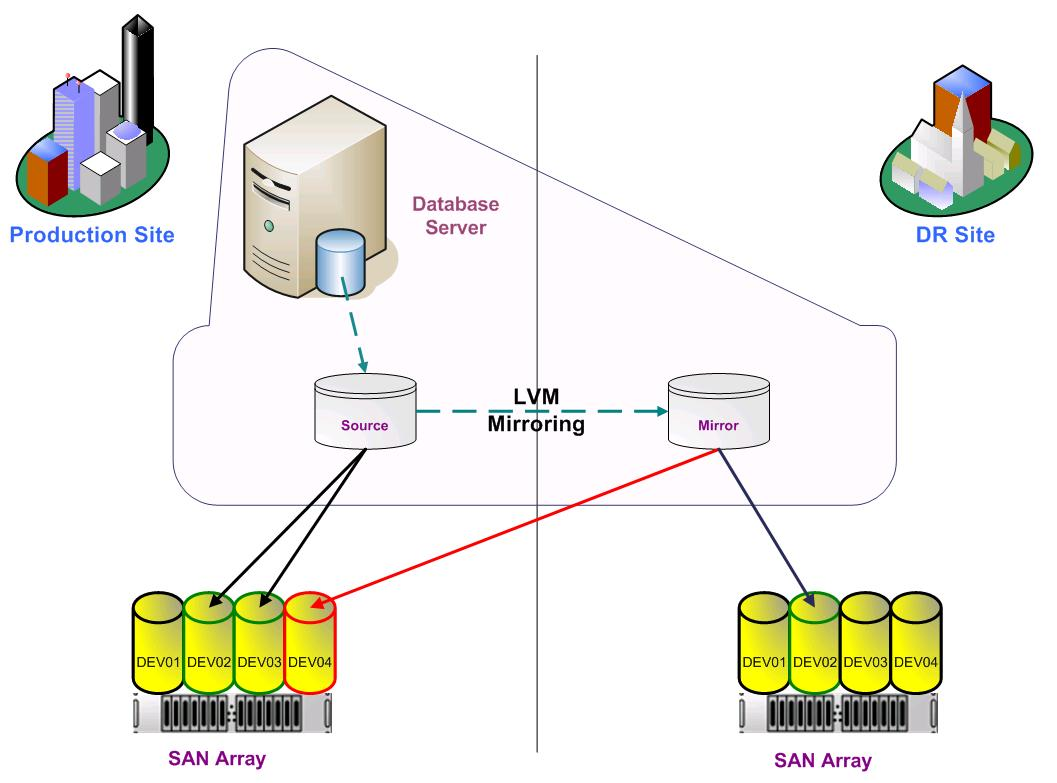 Production Site
Database
Server
DR Site
LVM
Mirroring
Source
Mirror
DEV01 DEV02 DEV03 DEV04
DEV01 DEV02 DEV03 DEV04
SAN Array
SAN Array